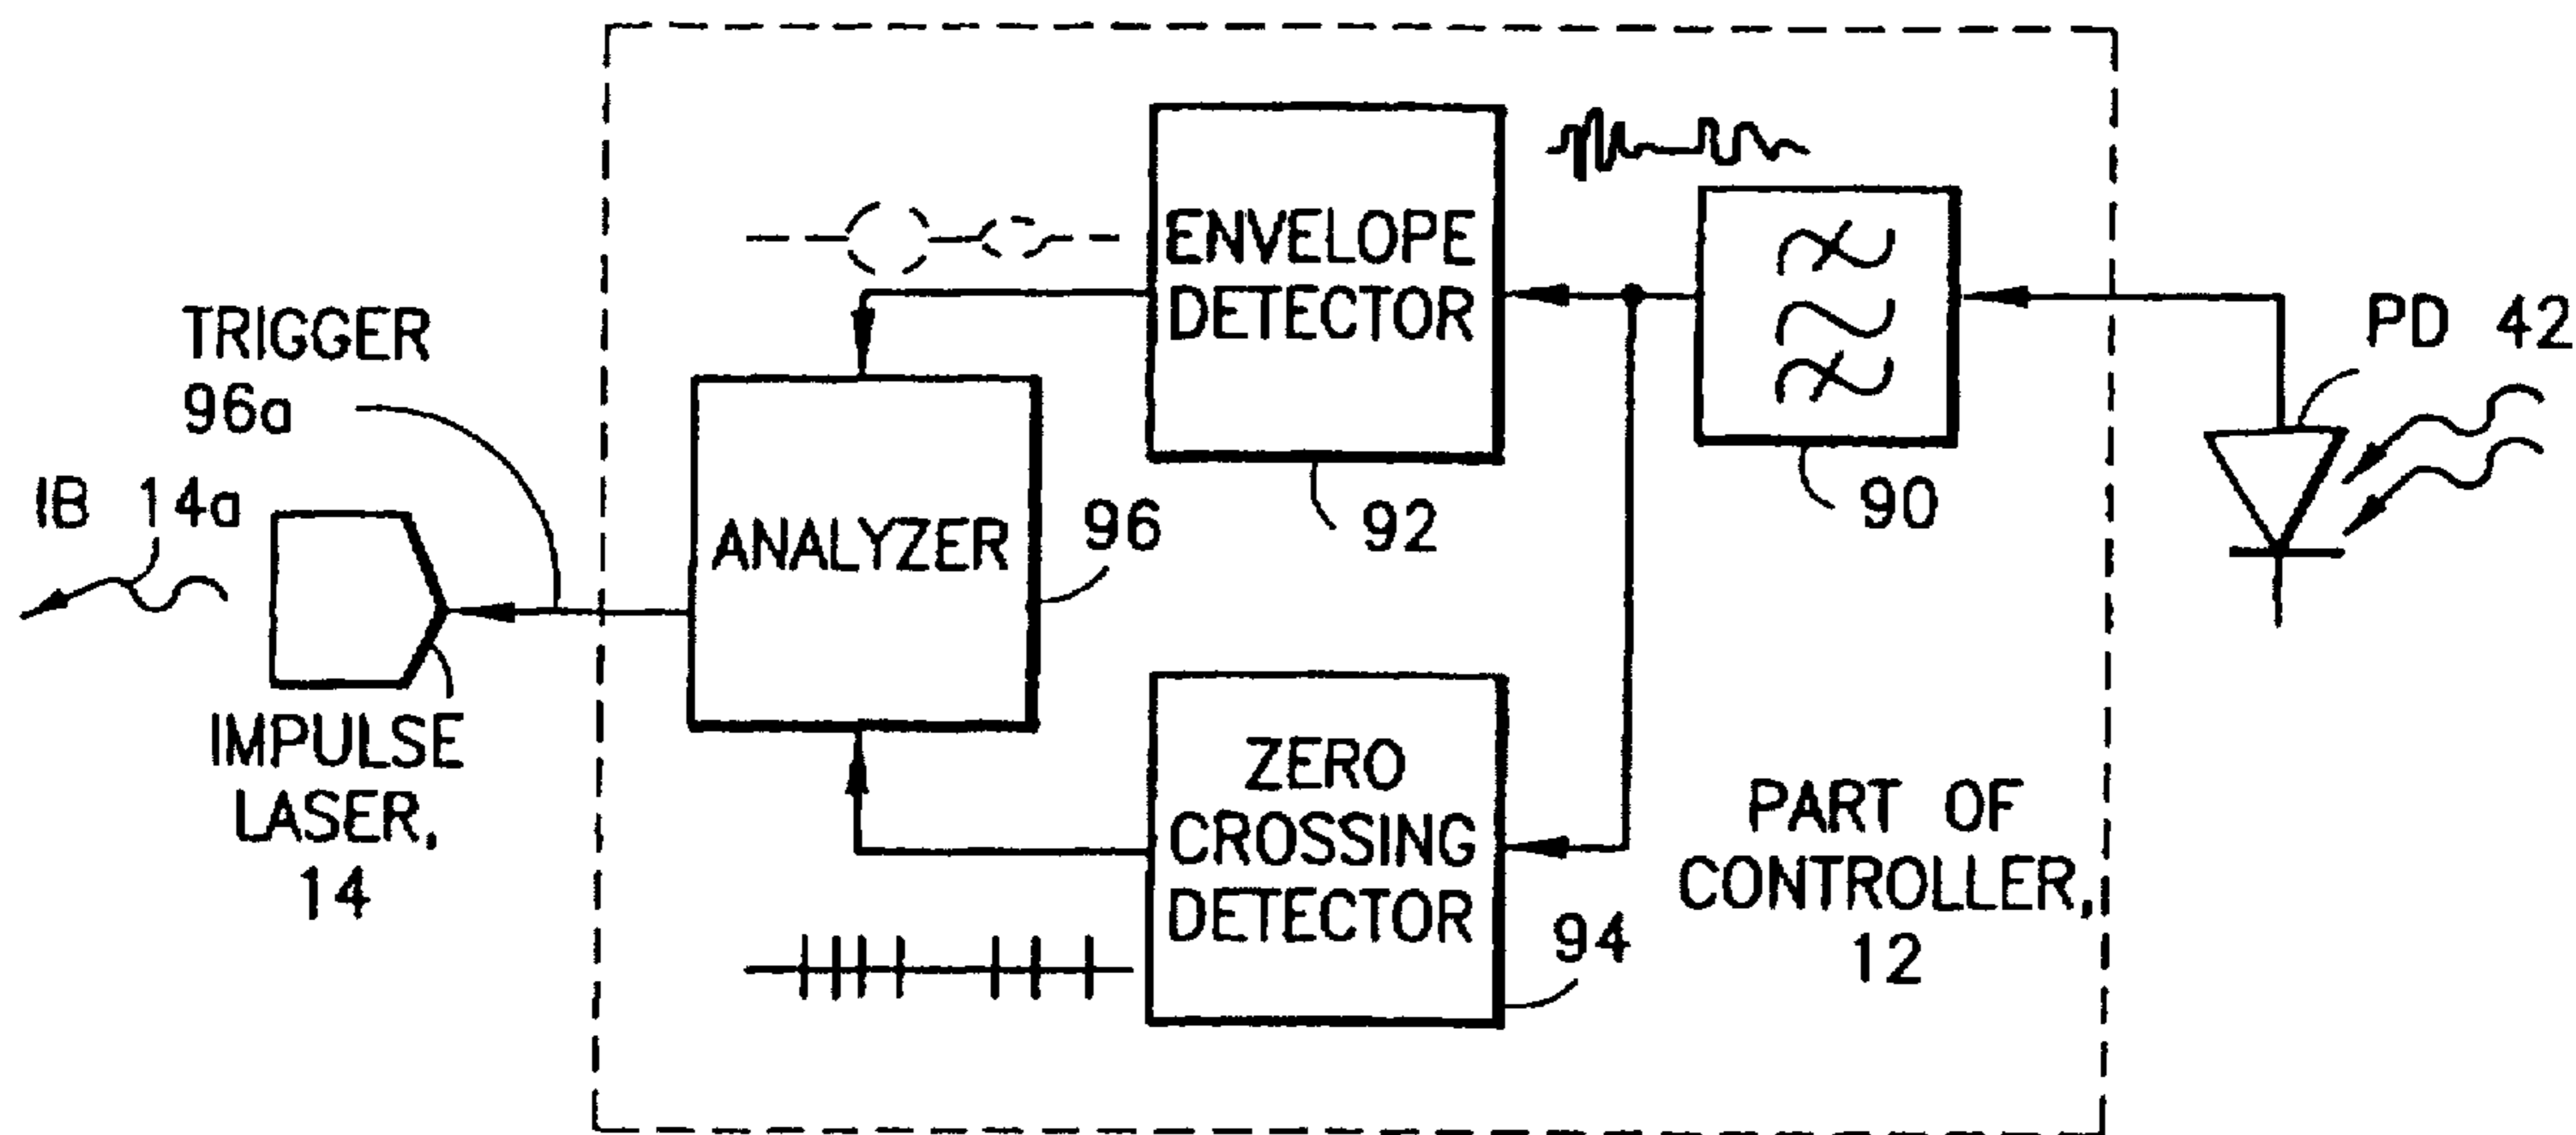 ENVELOPE
DETECTOR
92
90
PD 42
TRIGGER
96a
IB 14a
IMPULSE
LASER,
14
ANALYZER
96
ZERO
CROSSING
DETECTOR
94
PART OF
CONTROLLER,
12